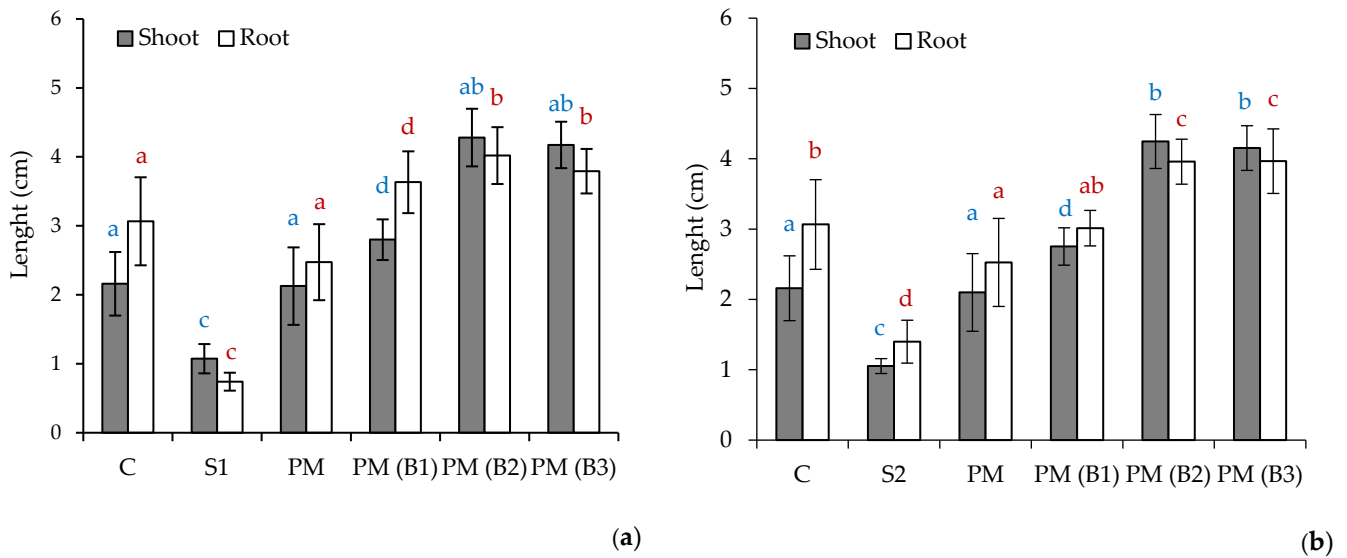 Shoot Root
Lenght (cm)
6
5
4
3
2
1
0
a
a
c
c
a
a
d
d
ab
b
ab
b
C S1 PM PM (B1) PM (B2) PM (B3)
(a)
Shoot Root
Lenght (cm)
6
5
4
3
2
1
0
a
b
c
d
a
a
d
ab
b
c
b
c
C S2 PM PM (B1) PM (B2) PM (B3)
(b)